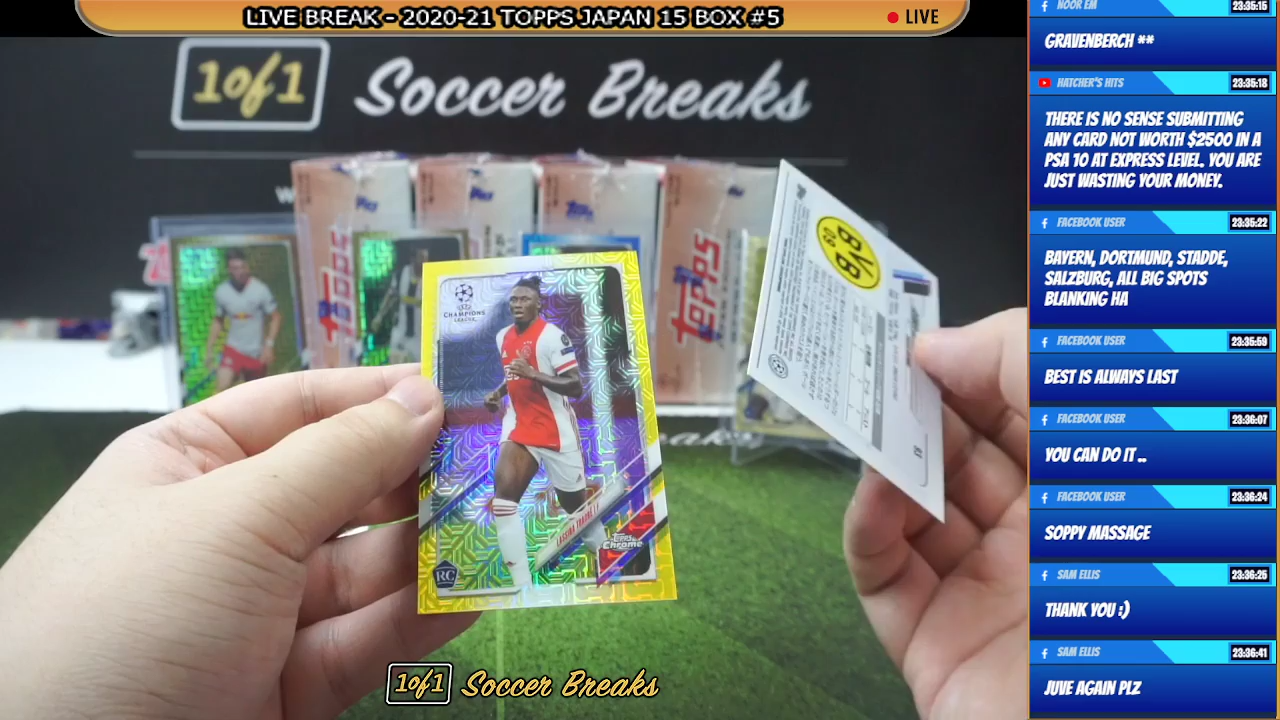 LIVE BREAK - 2020-21 TOPPS JAPAN 15 BOX #5
LIVE
1of1 Soccer Breaks
TOPPS
TOPPS
CHAMPIONS
LEAGUE
RC
LASSINA TRAORÉ
Topps
Chrome
BVB
09
Breaks
1of1 Soccer Breaks
NOOR EM
23:35:15
GRAVENBERCH **
HATCHER'S HITS
23:35:18
THERE IS NO SENSE SUBMITTING
ANY CARD NOT WORTH $2500 IN A
PSA 10 AT EXPRESS LEVEL. YOU ARE
JUST WASTING YOUR MONEY.
FACEBOOK USER
23:35:22
BAYERN, DORTMUND, STADDE,
SALZBURG, ALL BIG SPOTS
BLANKING HA
FACEBOOK USER
23:35:59
BEST IS ALWAYS LAST
FACEBOOK USER
23:36:07
YOU CAN DO IT ..
FACEBOOK USER
23:36:24
SOPPY MASSAGE
SAM ELLIS
23:36:25
THANK YOU :)
SAM ELLIS
23:36:41
JUVE AGAIN PLZ